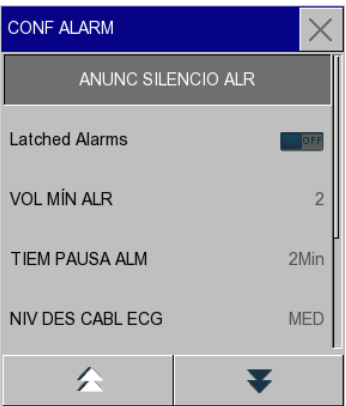 CONF ALARM
ANUNC SILENCIO ALR
Latched Alarms OFF
VOL MÍN ALR 2
TIEM PAUSA ALM 2Min
NIV DES CABL ECG MED